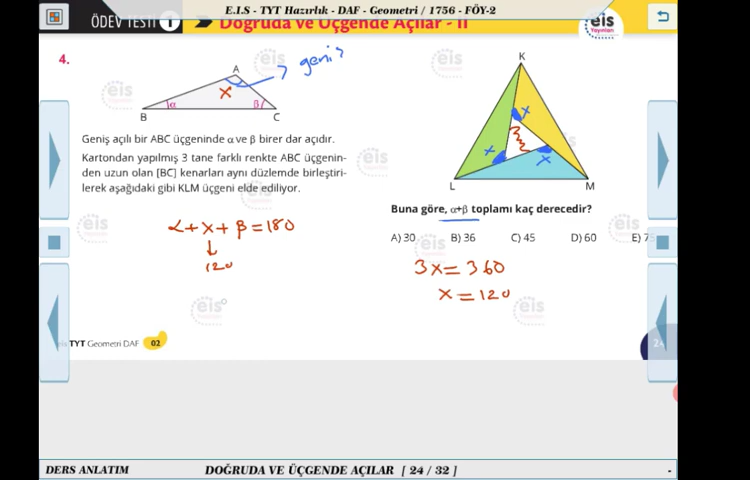 E.I.S - TYT Hazırlık - DAF - Geometri / 1756 - FÖY-2
ÖDEV TESTİ 1
Doğruda ve Üçgende Açılar - II
eis
Yayınları
4.
A
geniş
x
α
β
B
C
Geniş açılı bir ABC üçgeninde α ve β birer dar açıdır.
Kartondan yapılmış 3 tane farklı renkte ABC üçgenin-
den uzun olan [BC] kenarları aynı düzlemde birleştiri-
lerek aşağıdaki gibi KLM üçgeni elde ediliyor.
α+x+β=180
↓
120
K
x
x
x
L
M
Buna göre, α+β toplamı kaç derecedir?
A) 30 B) 36 C) 45 D) 60 E) 7
3x=360
x=120
TYT Geometri DAF 02
24
DERS ANLATIM
DOĞRUDA VE ÜÇGENDE AÇILAR [ 24 / 32 ]